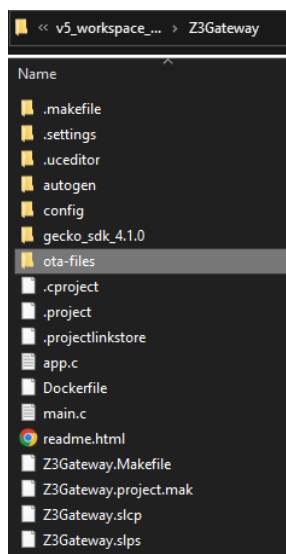 « v5_workspace_... > Z3Gateway
Name
.makefile
.settings
.uceditor
autogen
config
gecko_sdk_4.1.0
ota-files
.cproject
.project
.projectlinkstore
app.c
Dockerfile
main.c
readme.html
Z3Gateway.Makefile
Z3Gateway.project.mak
Z3Gateway.slcp
Z3Gateway.slps